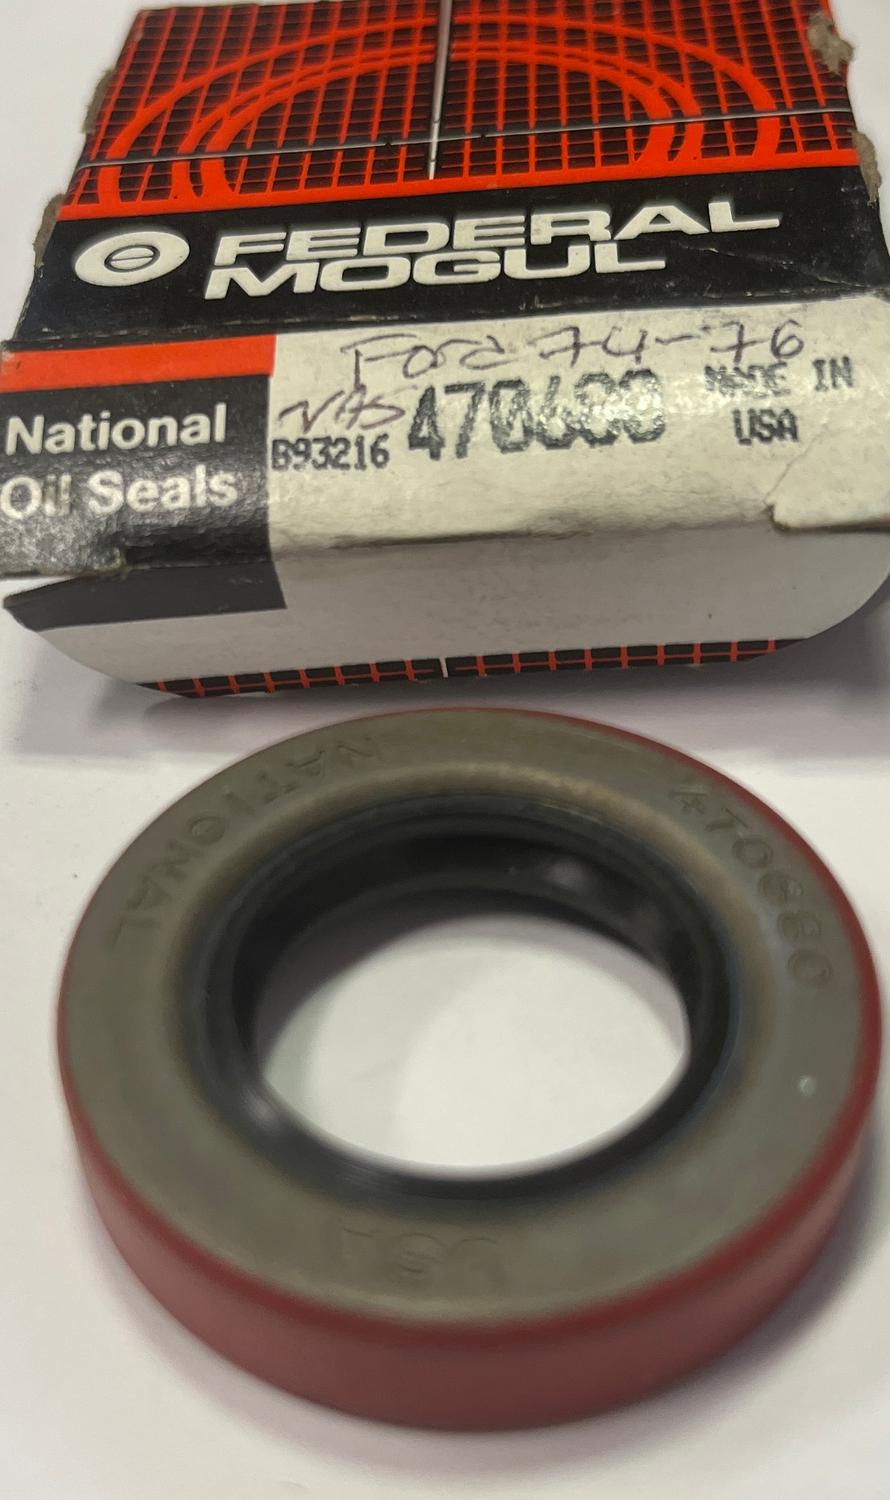 FEDERAL
MOGUL
Ford 74-76
National
Oil Seals
B93216 470680
MADE IN
USA
NATIONAL
470680
USA